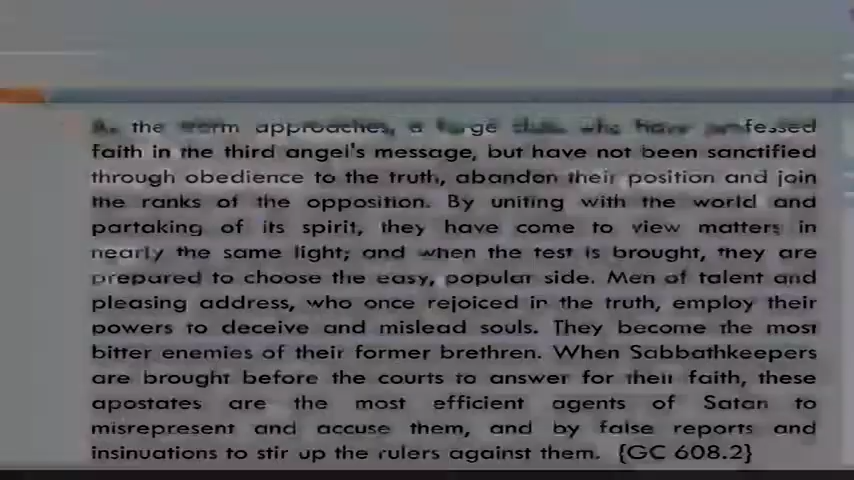 As the storm approaches, a large class who have professed
faith in the third angel's message, but have not been sanctified
through obedience to the truth, abandon their position and join
the ranks of the opposition. By uniting with the world and
partaking of its spirit, they have come to view matters in
nearly the same light; and when the test is brought, they are
prepared to choose the easy, popular side. Men of talent and
pleasing address, who once rejoiced in the truth, employ their
powers to deceive and mislead souls. They become the most
bitter enemies of their former brethren. When Sabbathkeepers
are brought before the courts to answer for their faith, these
apostates are the most efficient agents of Satan to
misrepresent and accuse them, and by false reports and
insinuations to stir up the rulers against them. {GC 608.2}